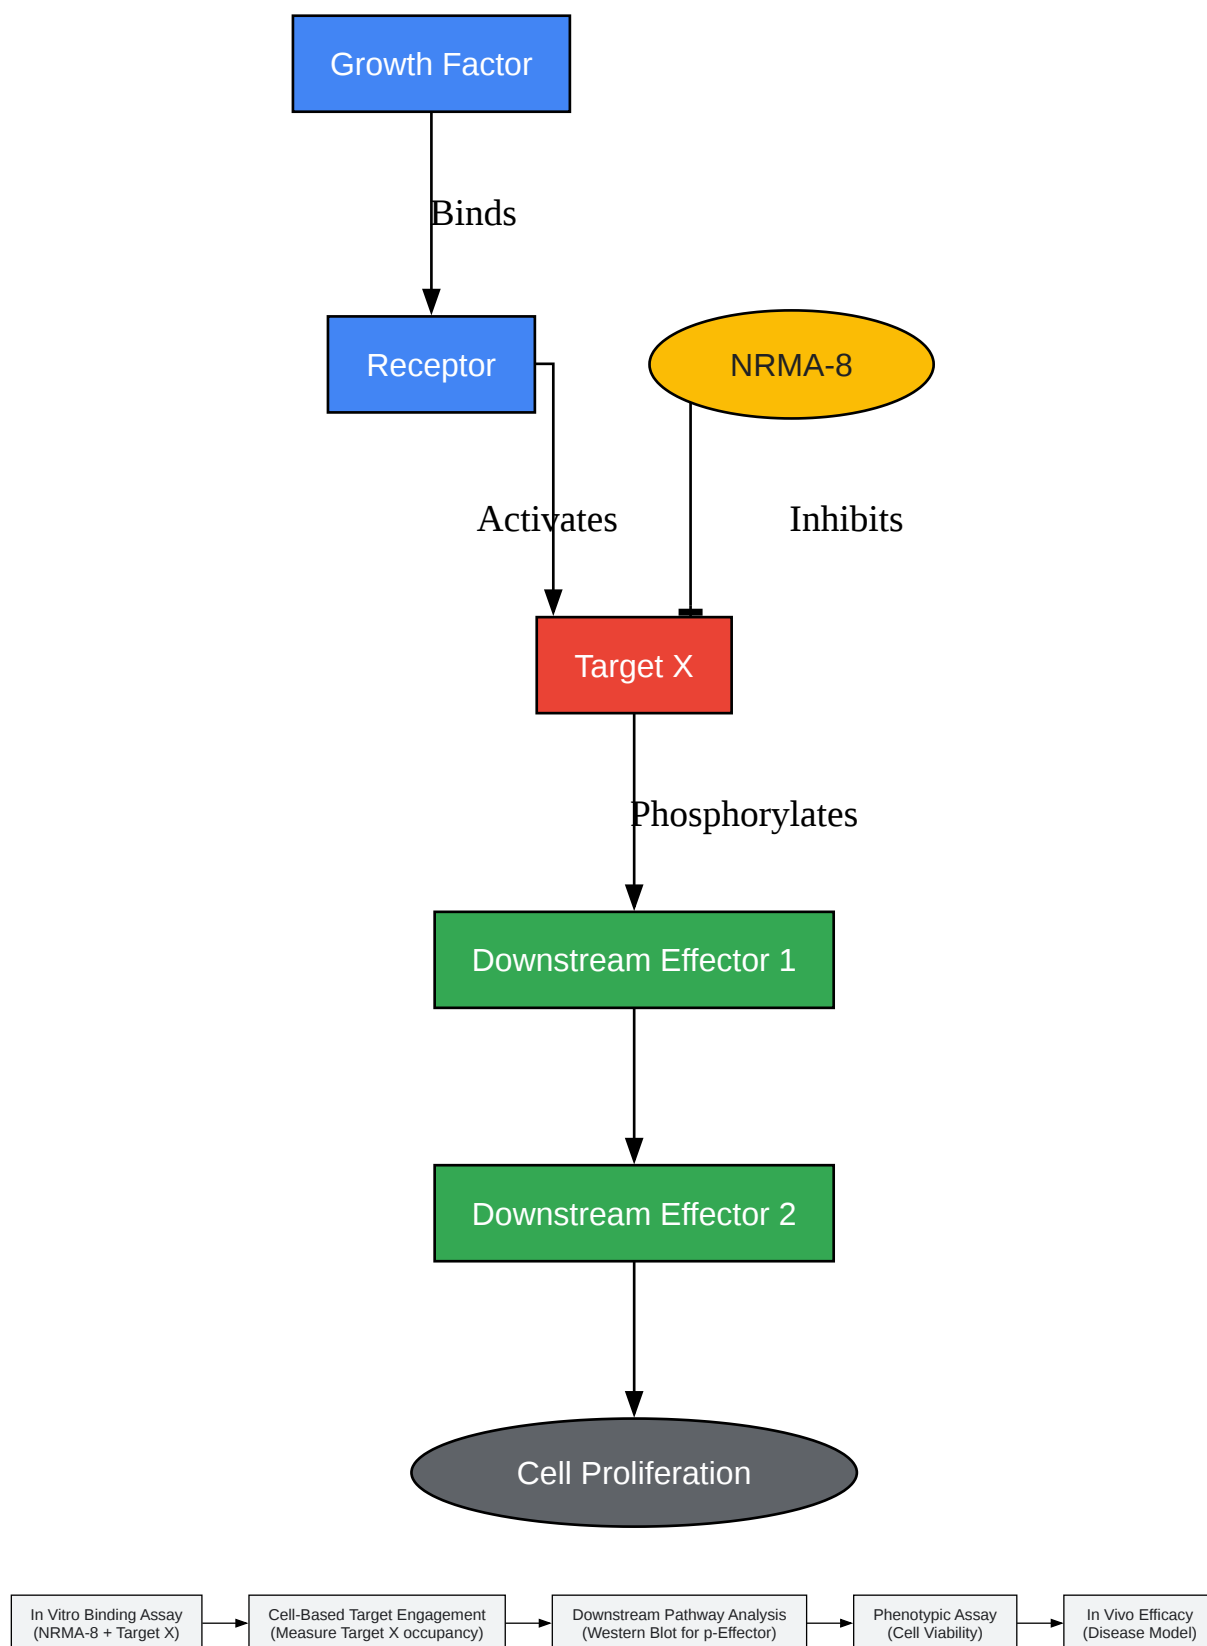 Growth Factor
Binds
Receptor
NRMA-8
Activates
Inhibits
Target X
Phosphorylates
Downstream Effector 1
Downstream Effector 2
Cell Proliferation
In Vitro Binding Assay
(NRMA-8 + Target X)
Cell-Based Target Engagement
(Measure Target X occupancy)
Downstream Pathway Analysis
(Western Blot for p-Effector)
Phenotypic Assay
(Cell Viability)
In Vivo Efficacy
(Disease Model)